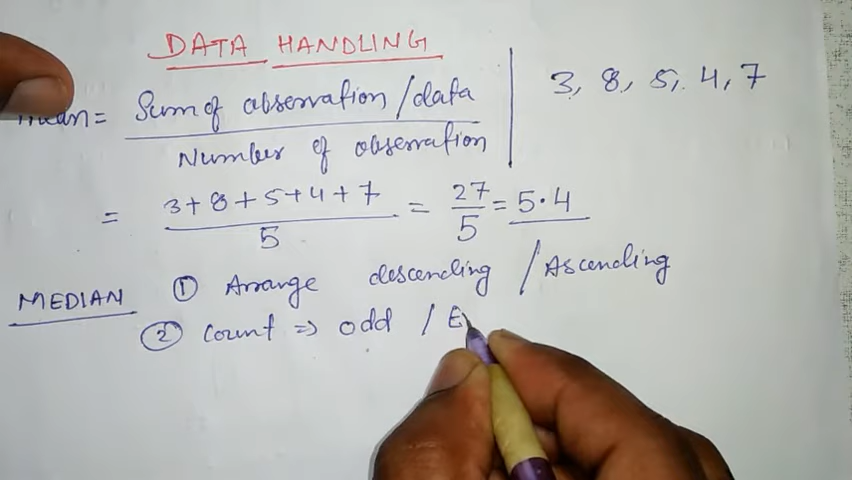 DATA HANDLING
mean = Sum of observation / data
Number of observation
3, 8, 5, 4, 7
= 3+8+5+4+7 = 27 = 5.4
5 5
MEDIAN ① Arrange descending / Ascending
② Count => odd / E